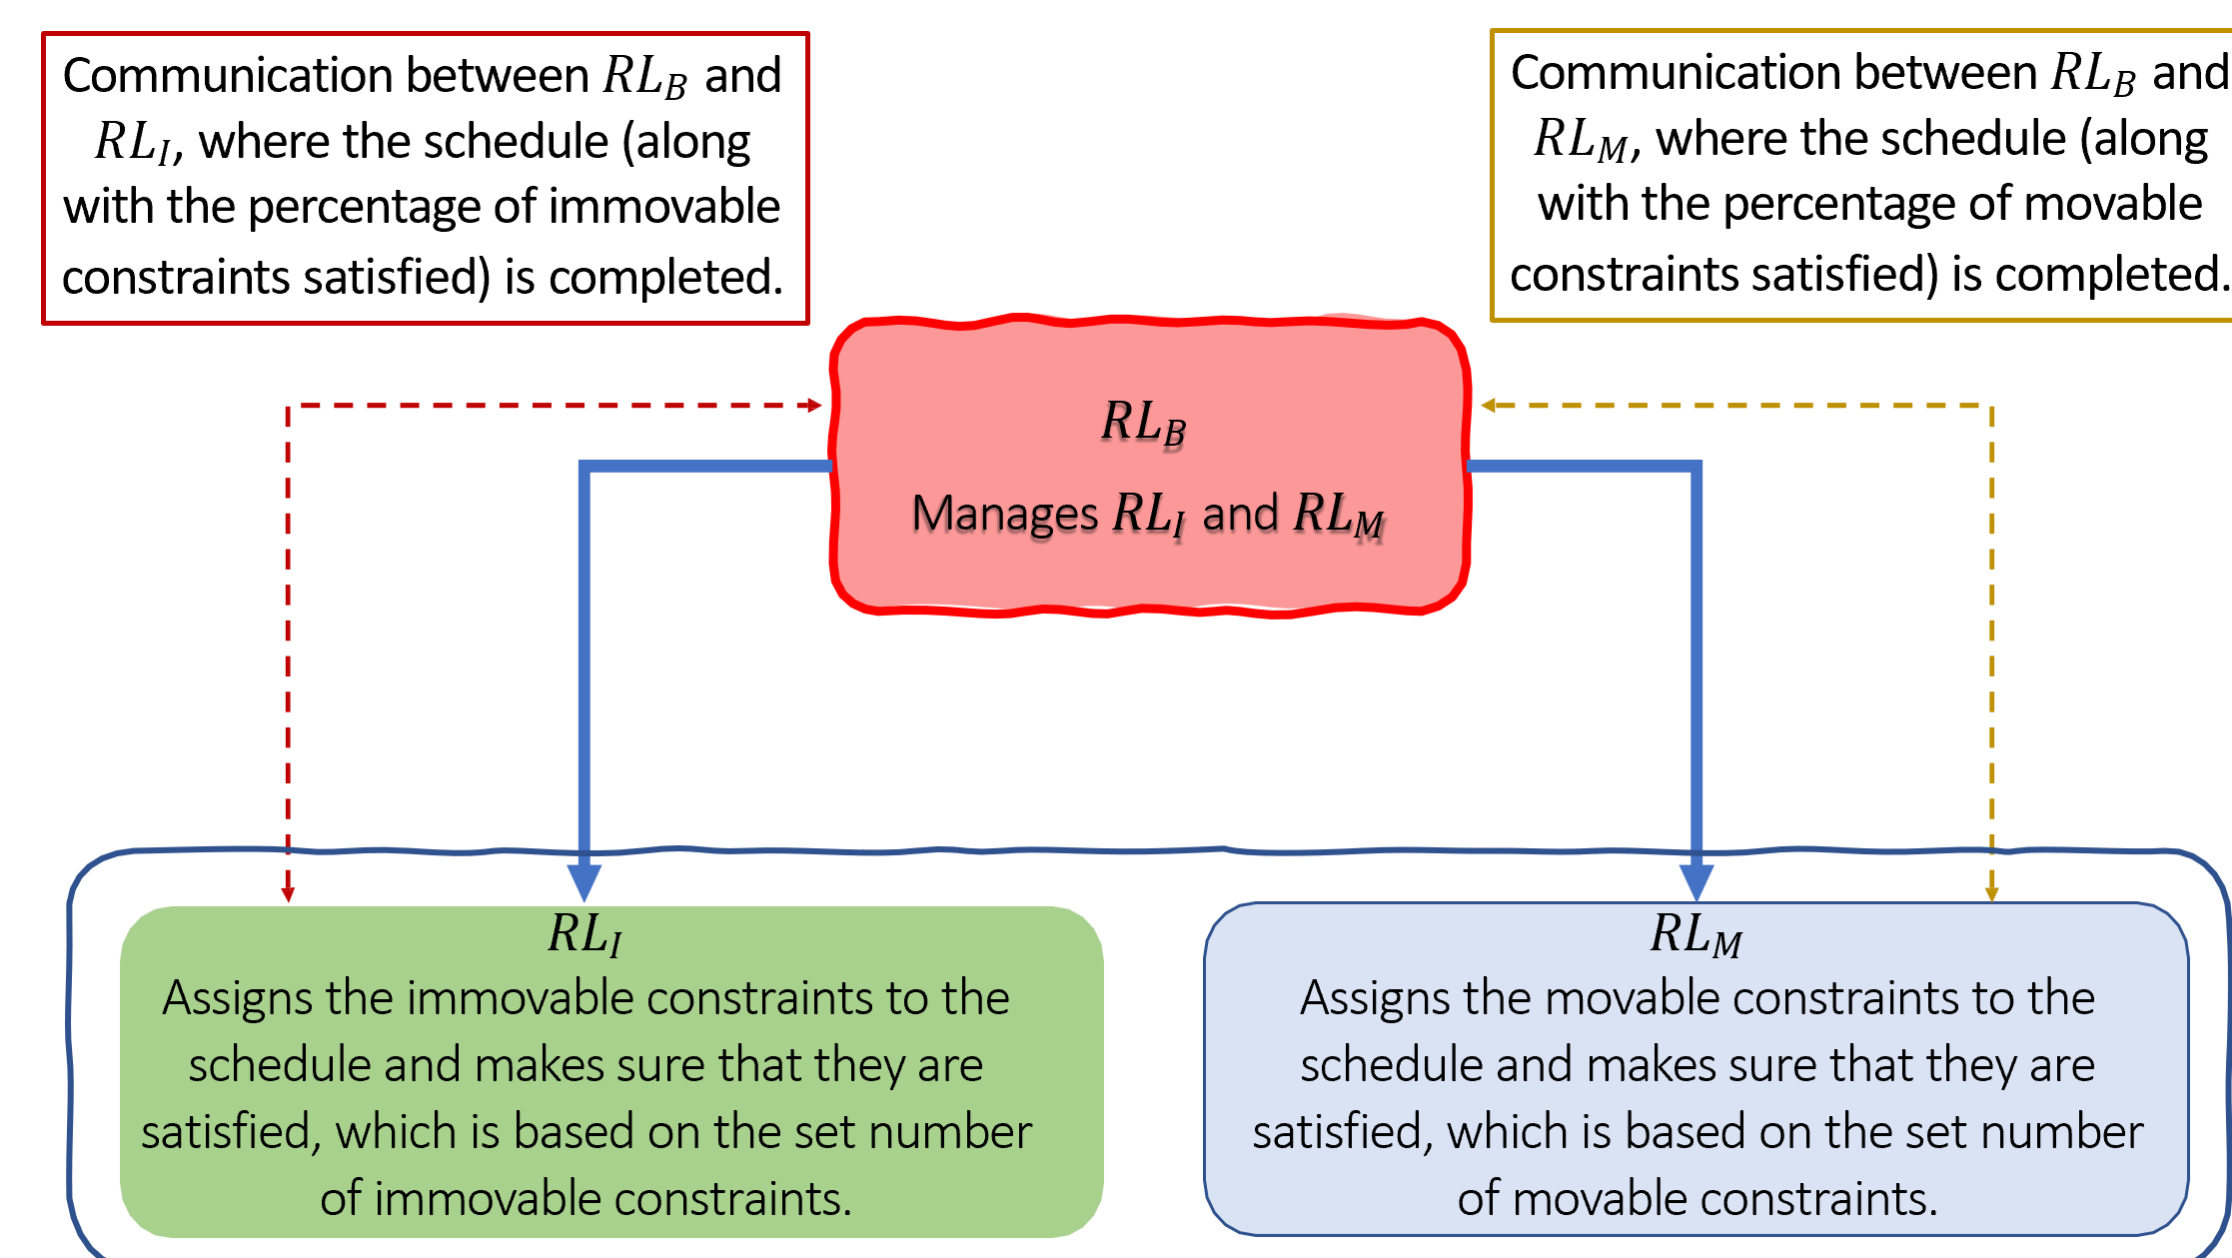 Communication between RL_B and
RL_I, where the schedule (along
with the percentage of immovable
constraints satisfied) is completed.
Communication between RL_B and
RL_M, where the schedule (along
with the percentage of movable
constraints satisfied) is completed.
RL_B
Manages RL_I and RL_M
RL_I
Assigns the immovable constraints to the
schedule and makes sure that they are
satisfied, which is based on the set number
of immovable constraints.
RL_M
Assigns the movable constraints to the
schedule and makes sure that they are
satisfied, which is based on the set number
of movable constraints.